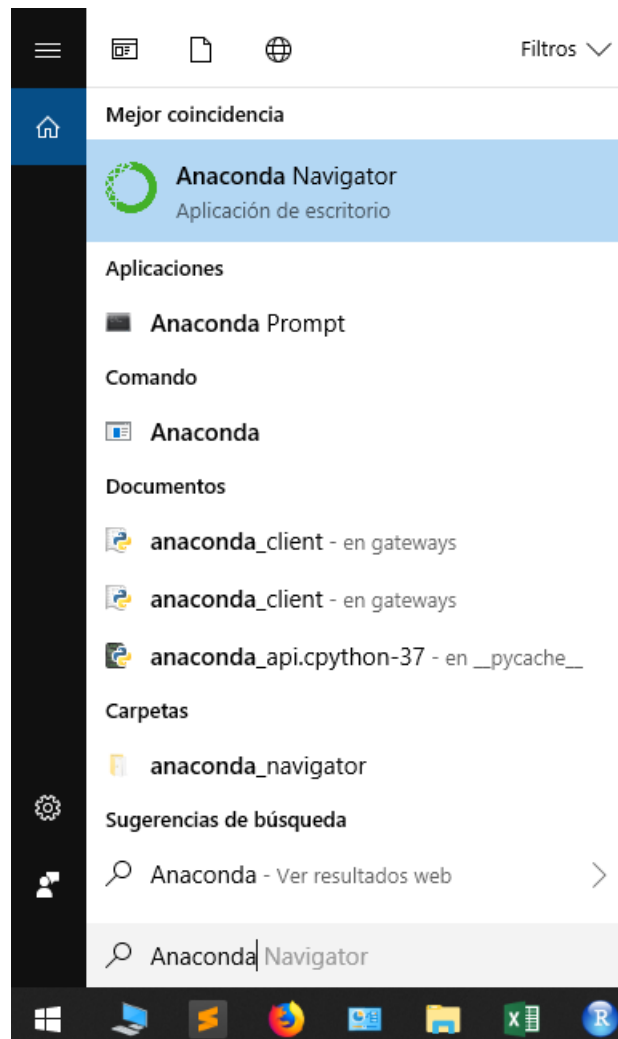 Filtros
Mejor coincidencia
Anaconda Navigator
Aplicación de escritorio
Aplicaciones
Anaconda Prompt
Comando
Anaconda
Documentos
anaconda_client - en gateways
anaconda_client - en gateways
anaconda_api.cpython-37 - en __pycache__
Carpetas
anaconda_navigator
Sugerencias de búsqueda
Anaconda - Ver resultados web
Anaconda Navigator
X R